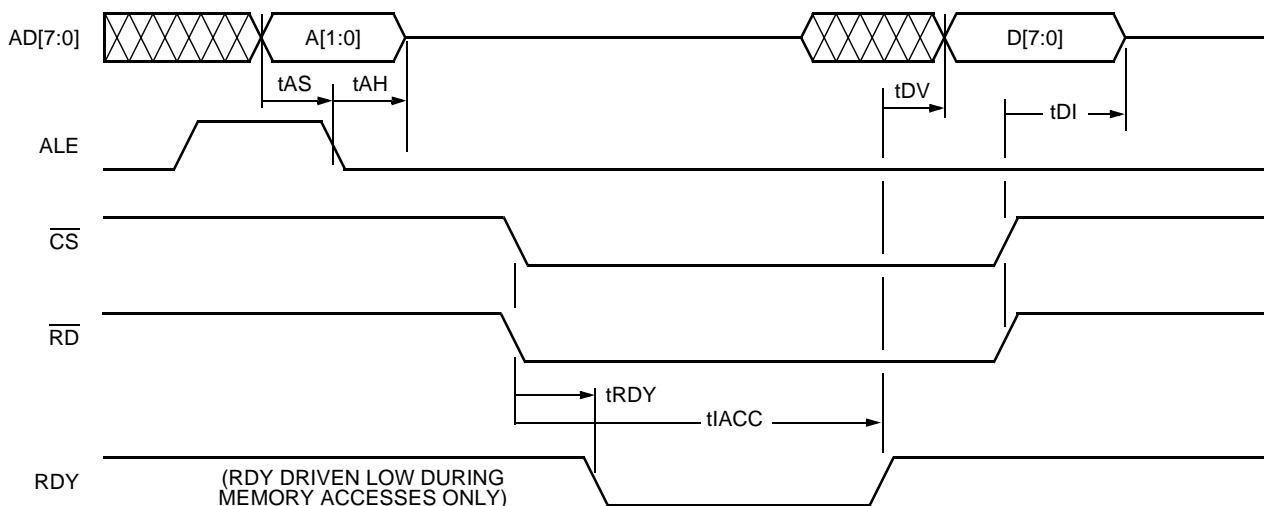 AD[7:0]
A[1:0]
D[7:0]
tAS
tAH
tDV
tDI
ALE
CS
RD
tRDY
tIACC
RDY
(RDY DRIVEN LOW DURING
MEMORY ACCESSES ONLY)